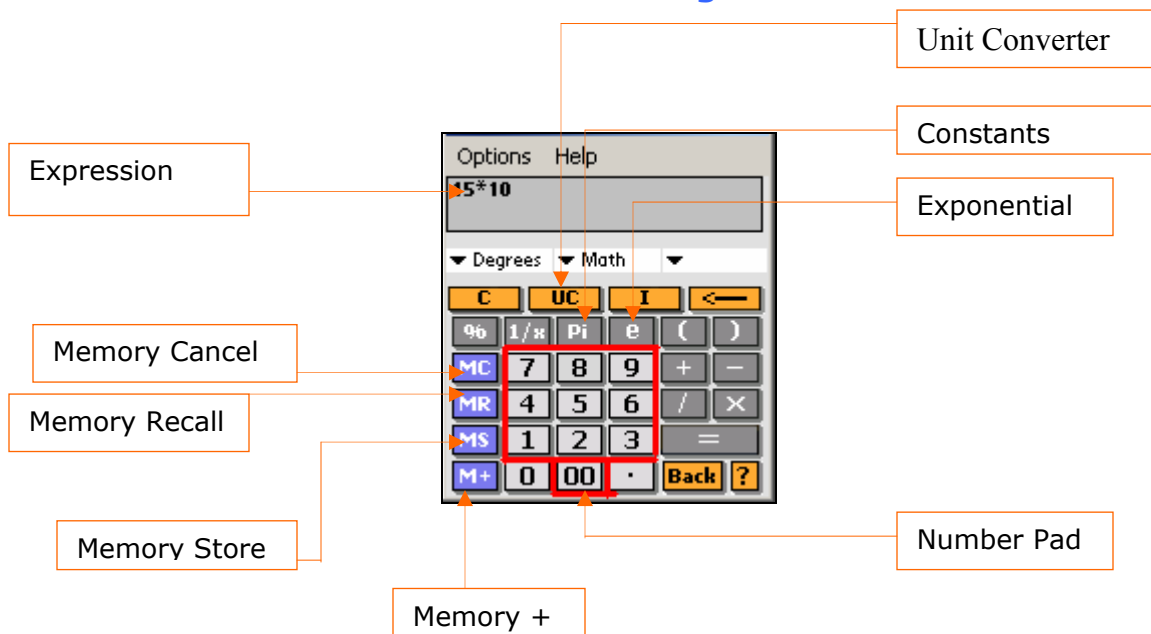 Unit Converter
Constants
Options Help
Expression
15*10
Exponential
Degrees Math
C UC I <—
% 1/x Pi e ( )
Memory Cancel
MC 7 8 9 + −
MR 4 5 6 / ×
Memory Recall
MS 1 2 3 =
M+ 0 00 . Back ?
Number Pad
Memory Store
Memory +